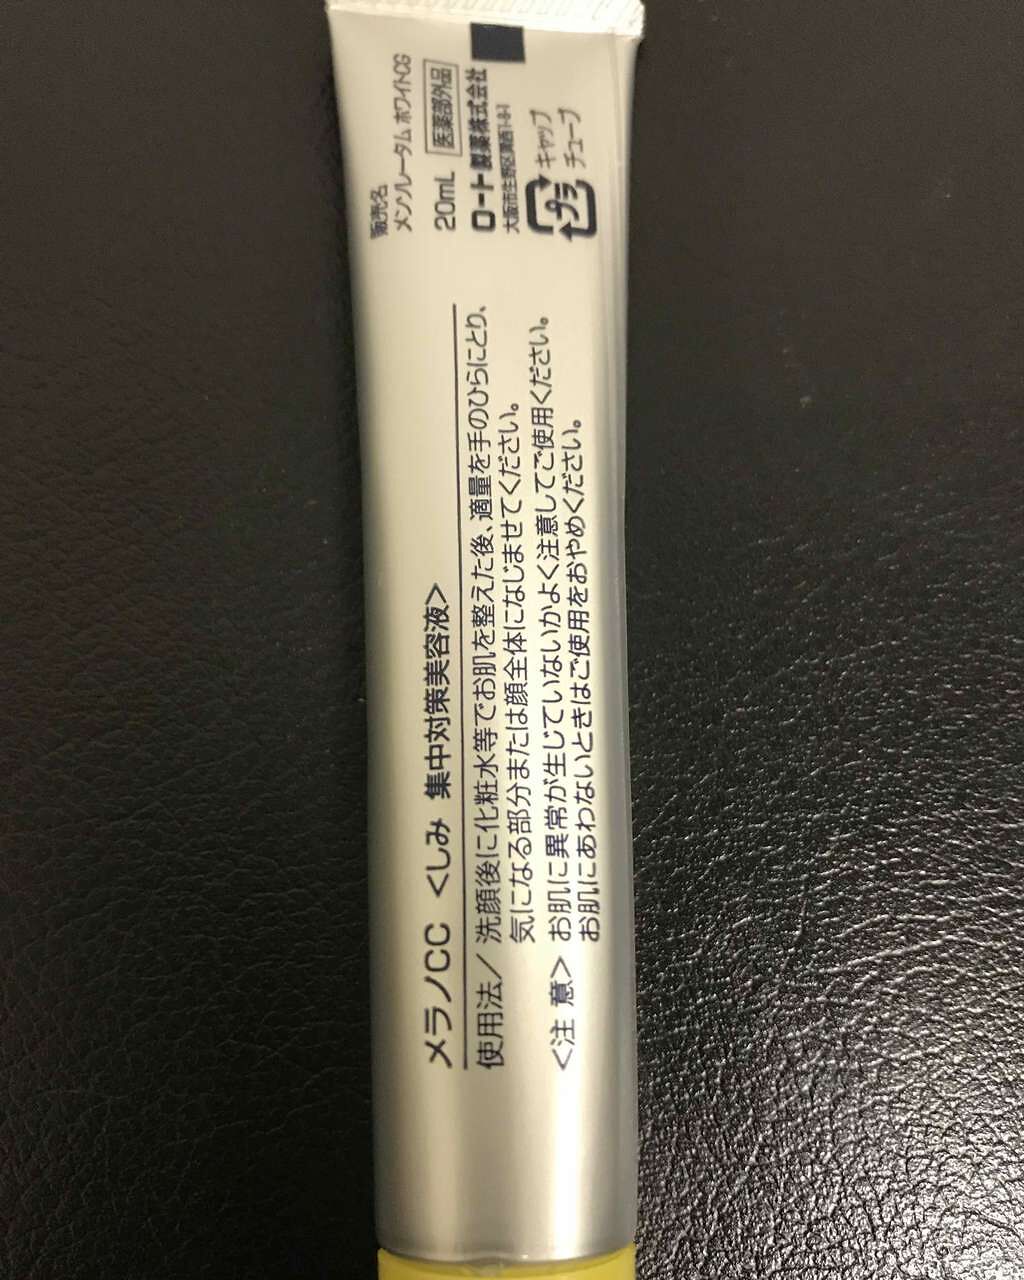 メラノCC <しみ 集中対策美容液>
使用法／洗顔後に化粧水等でお肌を整えた後、適量を手のひらにとり、
気になる部分または顔全体になじませてください。
<注 意> お肌に異常が生じていないかよく注意してご使用ください。
お肌にあわないときはご使用をおやめください。
販売名
メンソレータム ホワイトCG
20mL 医薬部外品
ロート製薬株式会社
大阪市生野区巽西1-8-1
プラ キャップ
チューブ